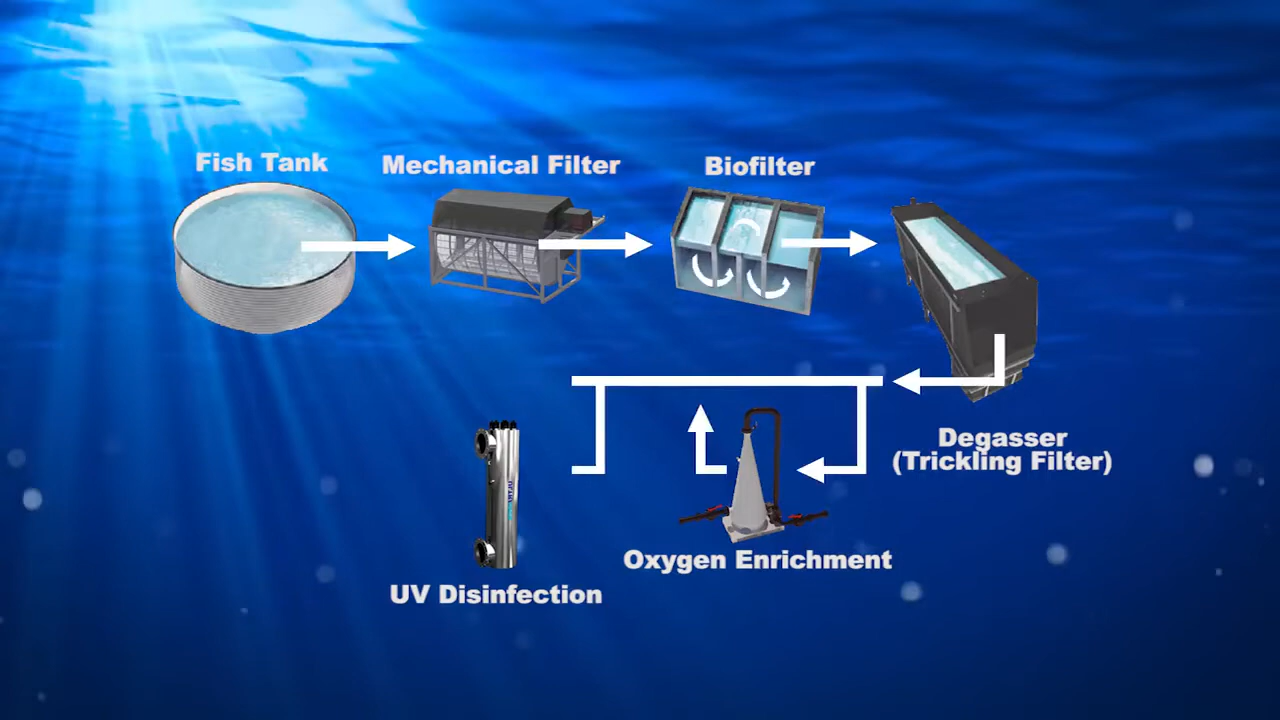 Fish Tank
Mechanical Filter
Biofilter
Degasser
(Trickling Filter)
Oxygen Enrichment
UV Disinfection